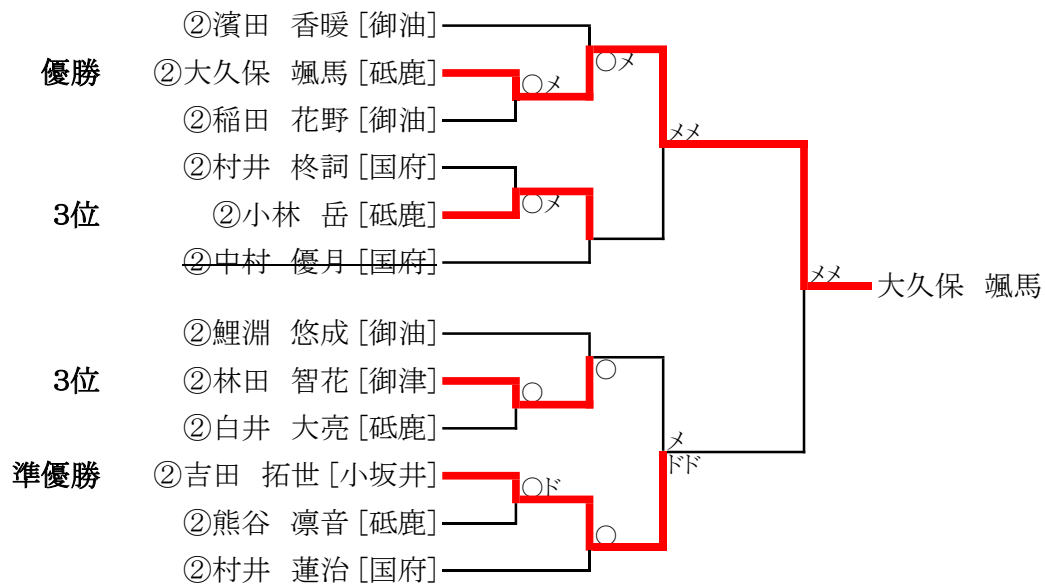 ②濱田 香暖 [御油]
優勝 ②大久保 颯馬 [砥鹿]
〇メ
〇メ
②稲田 花野 [御油]
メメ
②村井 柊詞 [国府]
3位 ②小林 岳 [砥鹿]
〇メ
②中村 優月 [国府]
メメ
大久保 颯馬
②鯉淵 悠成 [御油]
3位 ②林田 智花 [御津]
〇
〇
②白井 大亮 [砥鹿]
メ
ドド
準優勝 ②吉田 拓世 [小坂井]
〇ド
②熊谷 凛音 [砥鹿]
〇
②村井 蓮治 [国府]